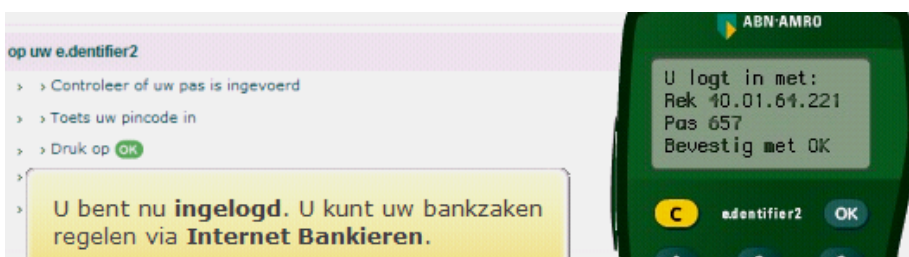 op uw e.dentifier2
› › Controleer of uw pas is ingevoerd
› › Toets uw pincode in
› › Druk op OK
›
›
U bent nu ingelogd. U kunt uw bankzaken
regelen via Internet Bankieren.
ABN·AMRO
U logt in met:
Rek 40.01.64.221
Pas 657
Bevestig met OK
C e.dentifier2 OK